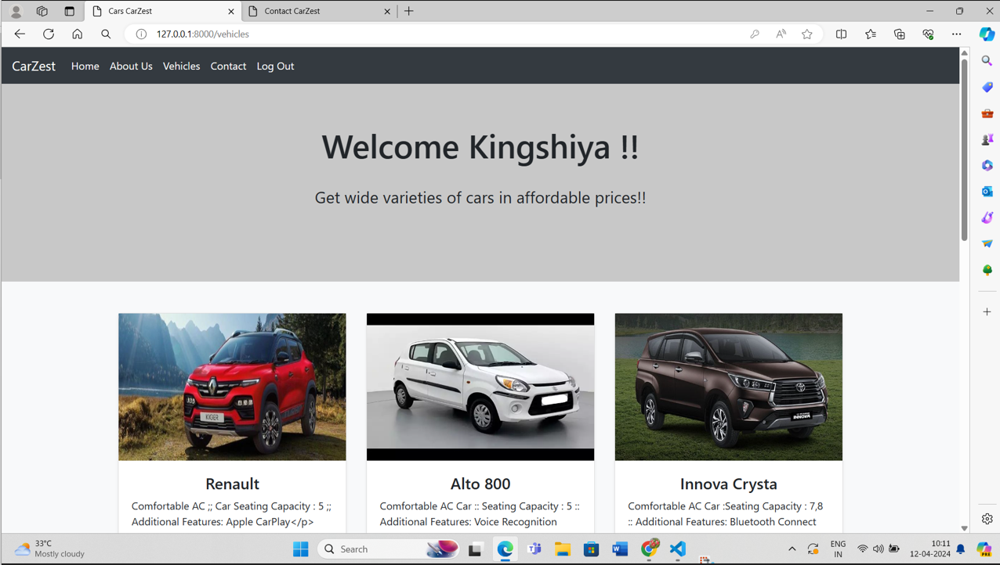 Cars CarZest
Contact CarZest
127.0.0.1:8000/vehicles
CarZest Home About Us Vehicles Contact Log Out
Welcome Kingshiya !!
Get wide varieties of cars in affordable prices!!
KIGER
INNOVA
Renault
Comfortable AC ;; Car Seating Capacity : 5 ;;
Additional Features: Apple CarPlay</p>
Alto 800
Comfortable AC Car :: Seating Capacity : 5 ::
Additional Features: Voice Recognition
Innova Crysta
Comfortable AC Car :Seating Capacity : 7,8
:: Additional Features: Bluetooth Connect
33°C
Mostly cloudy
Search
ENG
IN
10:11
12-04-2024
PRE